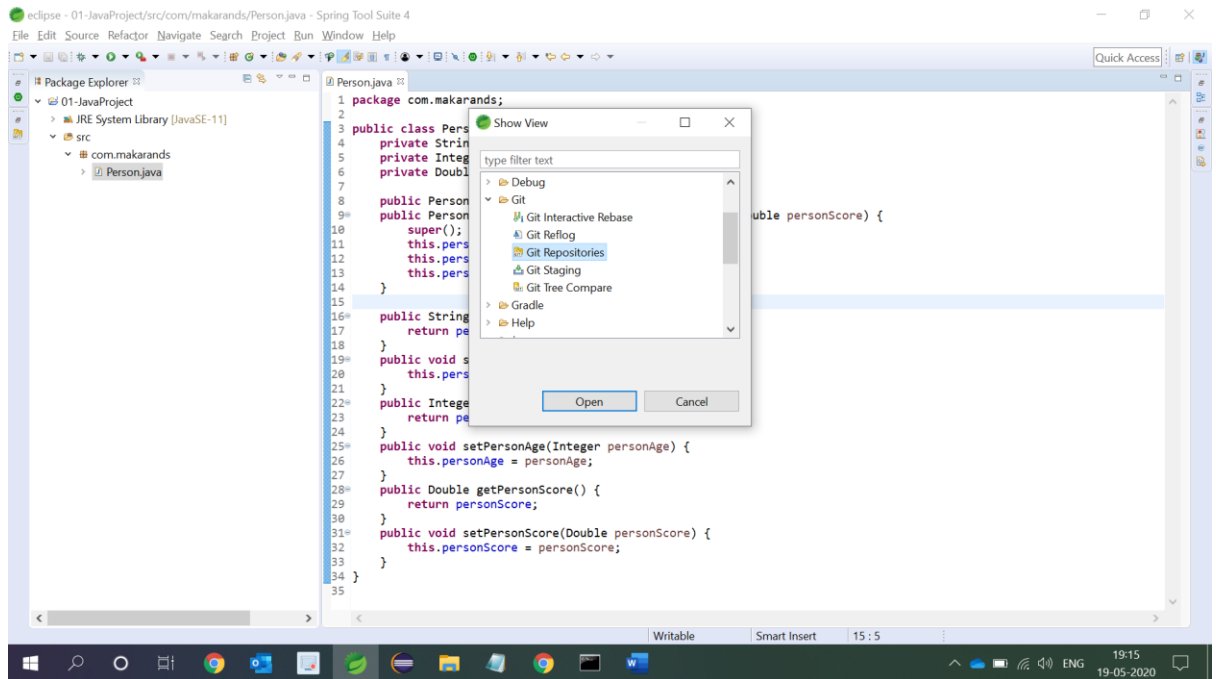 eclipse - 01-JavaProject/src/com/makarands/Person.java - Spring Tool Suite 4
File Edit Source Refactor Navigate Search Project Run Window Help
Quick Access
Package Explorer
01-JavaProject
JRE System Library [JavaSE-11]
src
com.makarands
Person.java
Person.java
1 package com.makarands;
2
3 public class Pers
4 private Strin
5 private Integ
6 private Doubl
7
8 public Person
9 public Person uble personScore) {
10 super();
11 this.pers
12 this.pers
13 this.pers
14 }
15
16 public String
17 return pe
18 }
19 public void s
20 this.pers
21 }
22 public Intege
23 return pe
24 }
25 public void setPersonAge(Integer personAge) {
26 this.personAge = personAge;
27 }
28 public Double getPersonScore() {
29 return personScore;
30 }
31 public void setPersonScore(Double personScore) {
32 this.personScore = personScore;
33 }
34 }
35
Show View
type filter text
Debug
Git
Git Interactive Rebase
Git Reflog
Git Repositories
Git Staging
Git Tree Compare
Gradle
Help
Open Cancel
Writable Smart Insert 15 : 5
ENG
19:15
19-05-2020